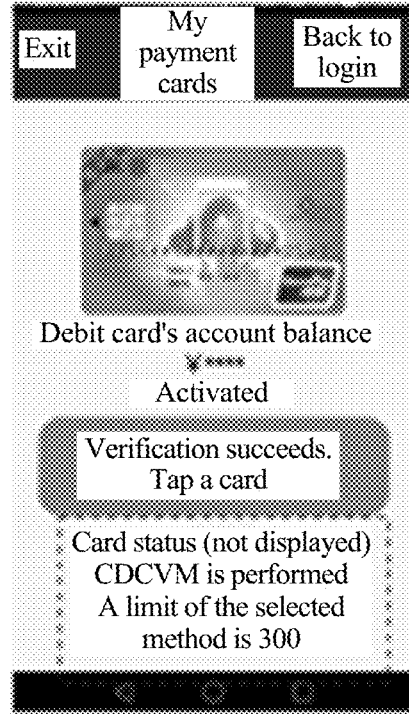 Exit
My
payment
cards
Back to
login
Debit card's account balance
¥****
Activated
Verification succeeds.
Tap a card
Card status (not displayed)
CDCVM is performed
A limit of the selected
method is 300